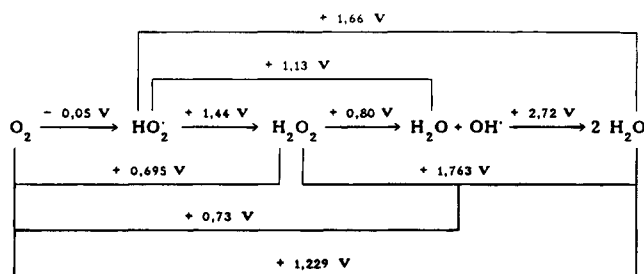 + 1,66 V
+ 1,13 V
O₂ − 0,05 V HO₂˙ + 1,44 V H₂O₂ + 0,80 V H₂O + OH˙ + 2,72 V 2 H₂O
+ 0,695 V + 1,763 V
+ 0,73 V
+ 1,229 V